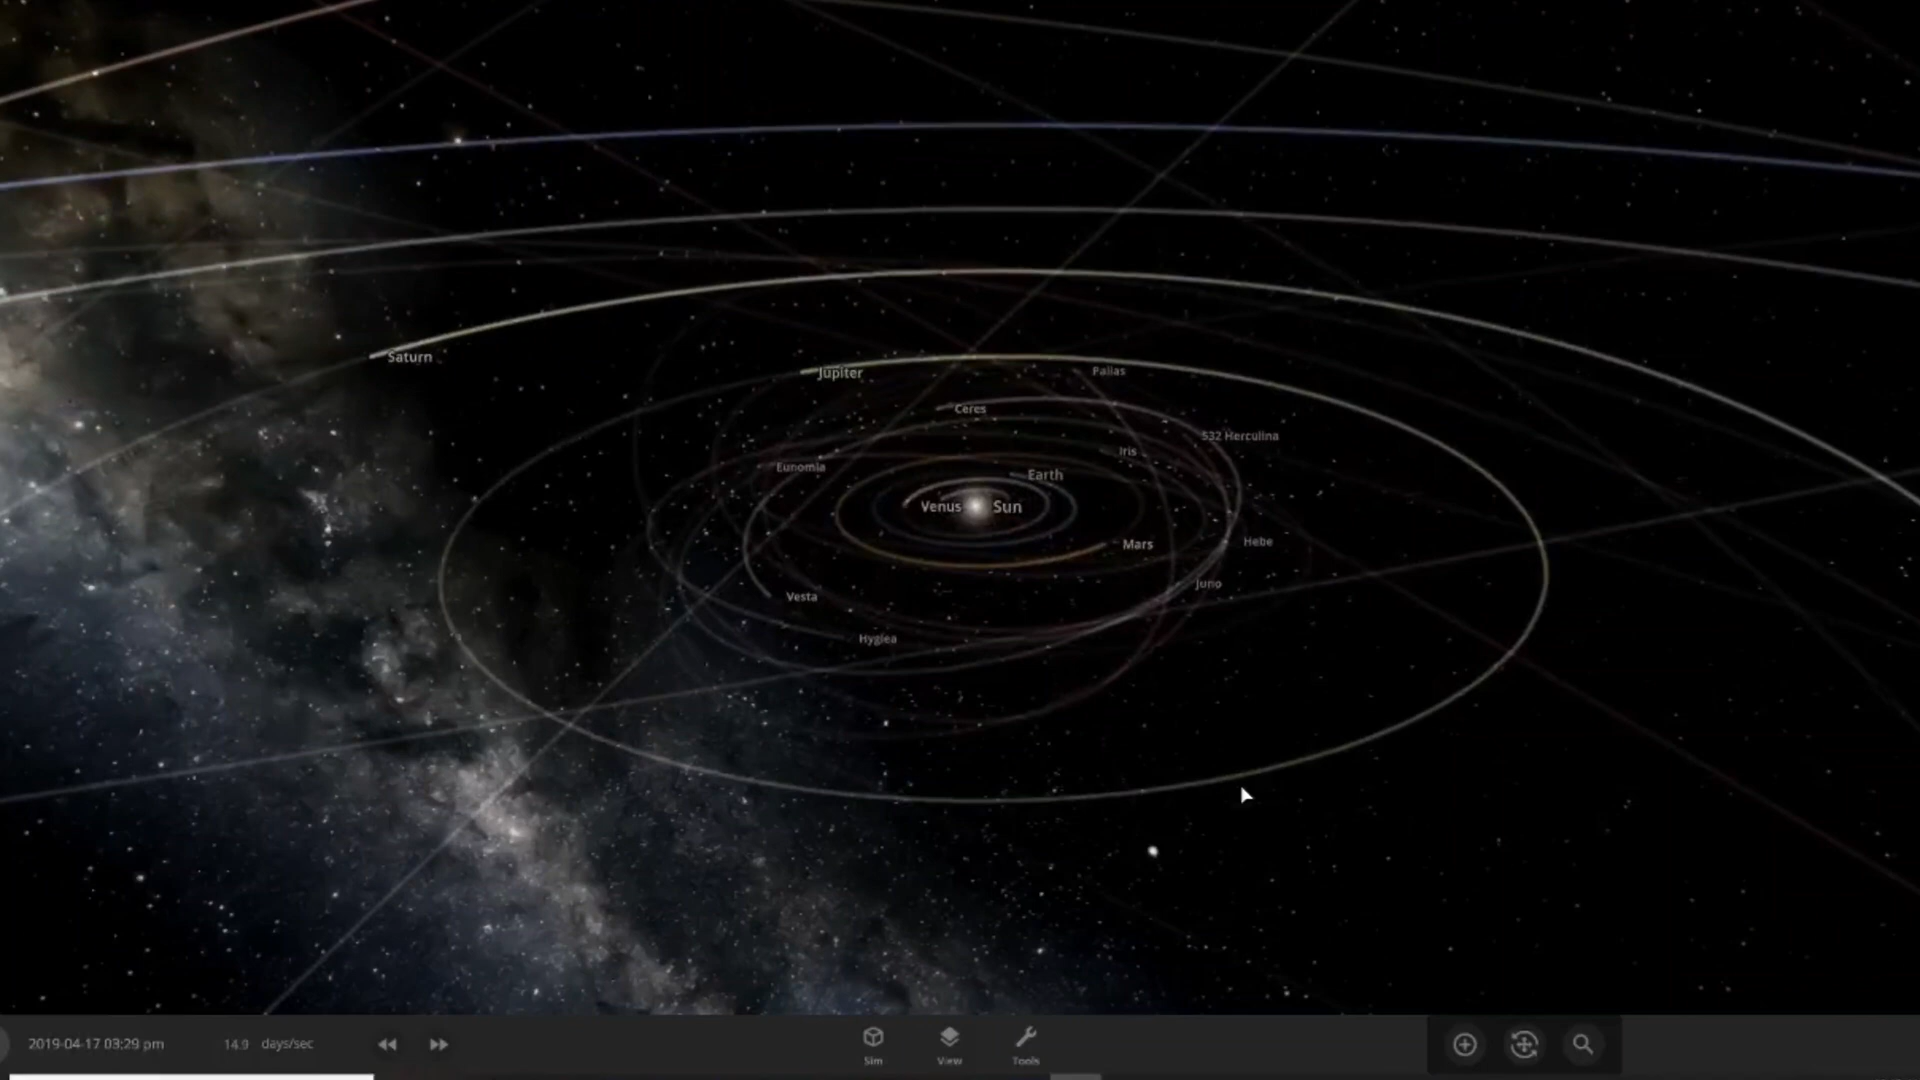 Saturn
Jupiter
Pallas
Ceres
532 Herculina
Iris
Eunomia
Earth
Venus
Sun
Mars
Hebe
Juno
Vesta
Hygiea
2019-04-17 03:29 pm
14.9 days/sec
Sim
View
Tools